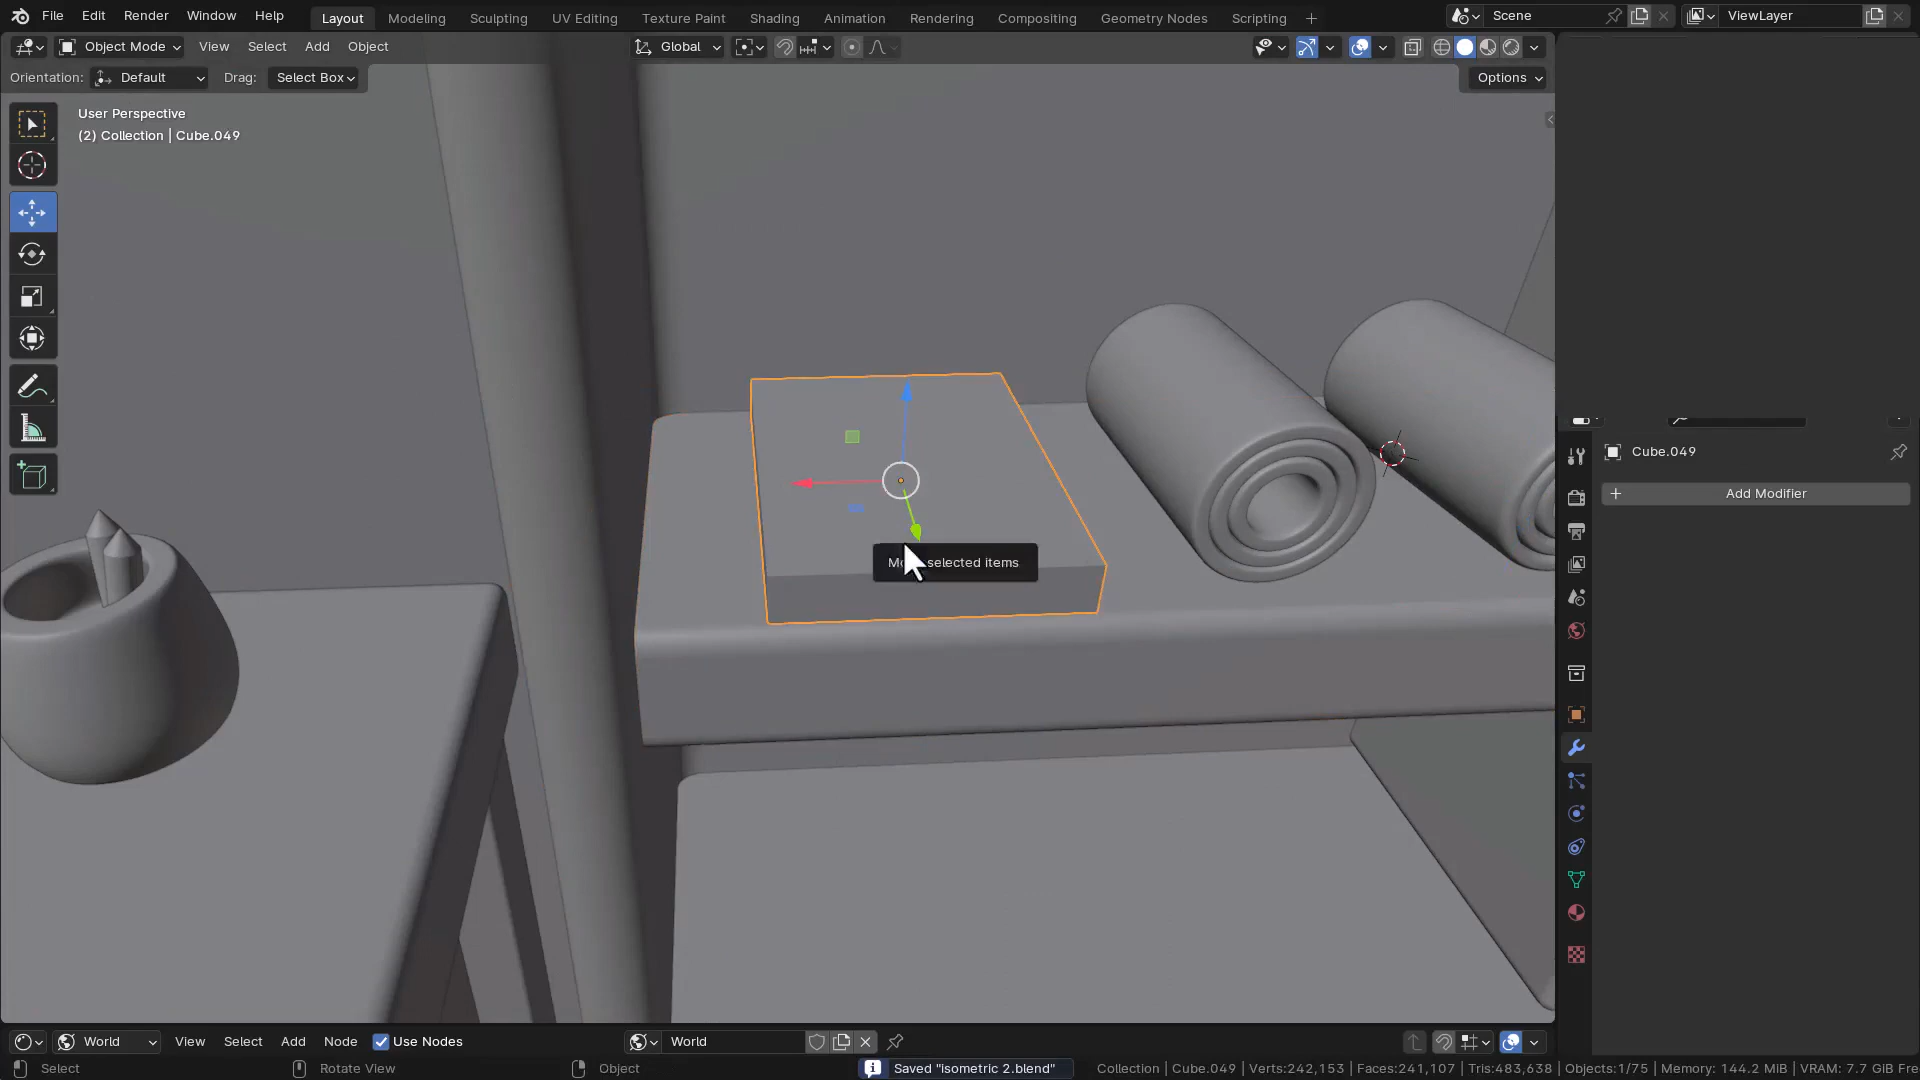 File Edit Render Window Help Layout Modeling Sculpting UV Editing Texture Paint Shading Animation Rendering Compositing Geometry Nodes Scripting + Scene ViewLayer
Object Mode View Select Add Object Global
Orientation: Default Drag: Select Box Options
User Perspective
(2) Collection | Cube.049
Cube.049
+ Add Modifier
selected items
World View Select Add Node Use Nodes World
Select Rotate View Object Saved "isometric 2.blend" Collection | Cube.049 | Verts:242,153 | Faces:241,107 | Tris:483,638 | Objects:1/75 | Memory: 144.2 MiB | VRAM: 7.7 GiB Fre